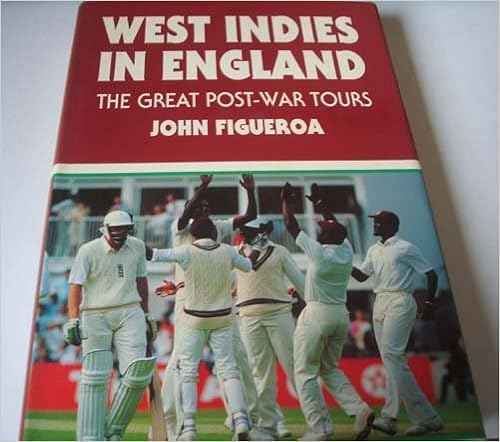 WEST INDIES
IN ENGLAND
THE GREAT POST-WAR TOURS
JOHN FIGUEROA